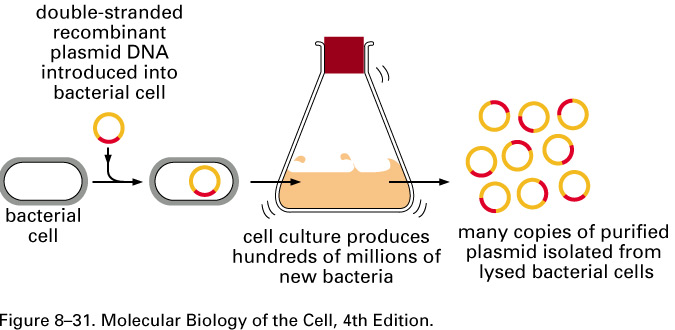 double-stranded
recombinant
plasmid DNA
introduced into
bacterial cell
bacterial
cell
cell culture produces
hundreds of millions of
new bacteria
many copies of purified
plasmid isolated from
lysed bacterial cells
Figure 8–31. Molecular Biology of the Cell, 4th Edition.